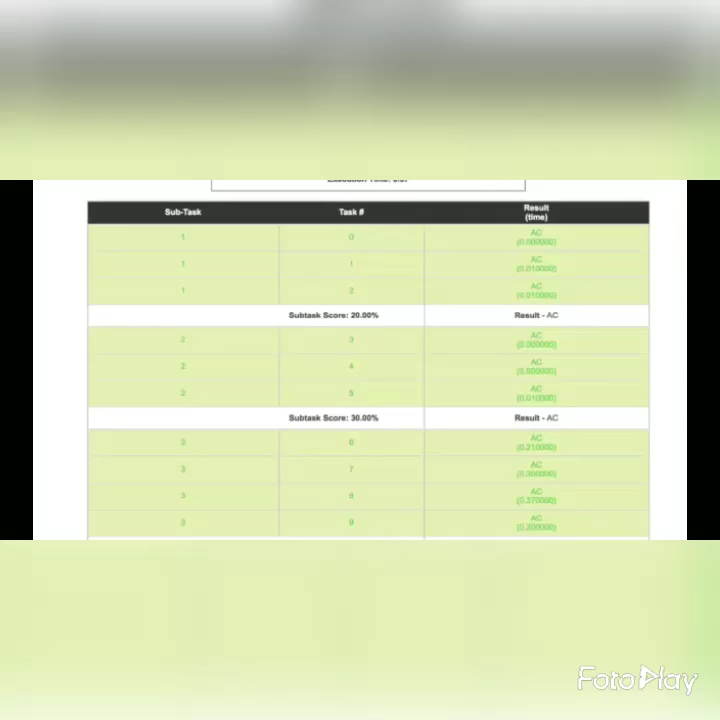 Sub-Task Task # Result (time)
1 0 AC (0.000000)
1 1 AC (0.010000)
1 2 AC (0.010000)
Subtask Score: 20.00% Result - AC
2 3 AC (0.000000)
2 4 AC (0.000000)
2 5 AC (0.010000)
Subtask Score: 30.00% Result - AC
3 6 AC (0.210000)
3 7 AC
3 8 AC (0.370000)
3 9 AC (0.200000)
FotoPlay